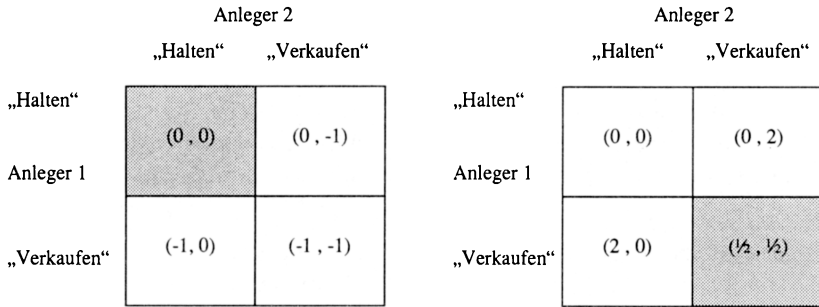 Anleger 2 Anleger 2
„Halten“ „Verkaufen“ „Halten“ „Verkaufen“
„Halten“ „Halten“
(0 , 0) (0 , -1) (0 , 0) (0 , 2)
Anleger 1 Anleger 1
„Verkaufen“ (-1, 0) (-1 , -1) „Verkaufen“ (2 , 0) (½ , ½)